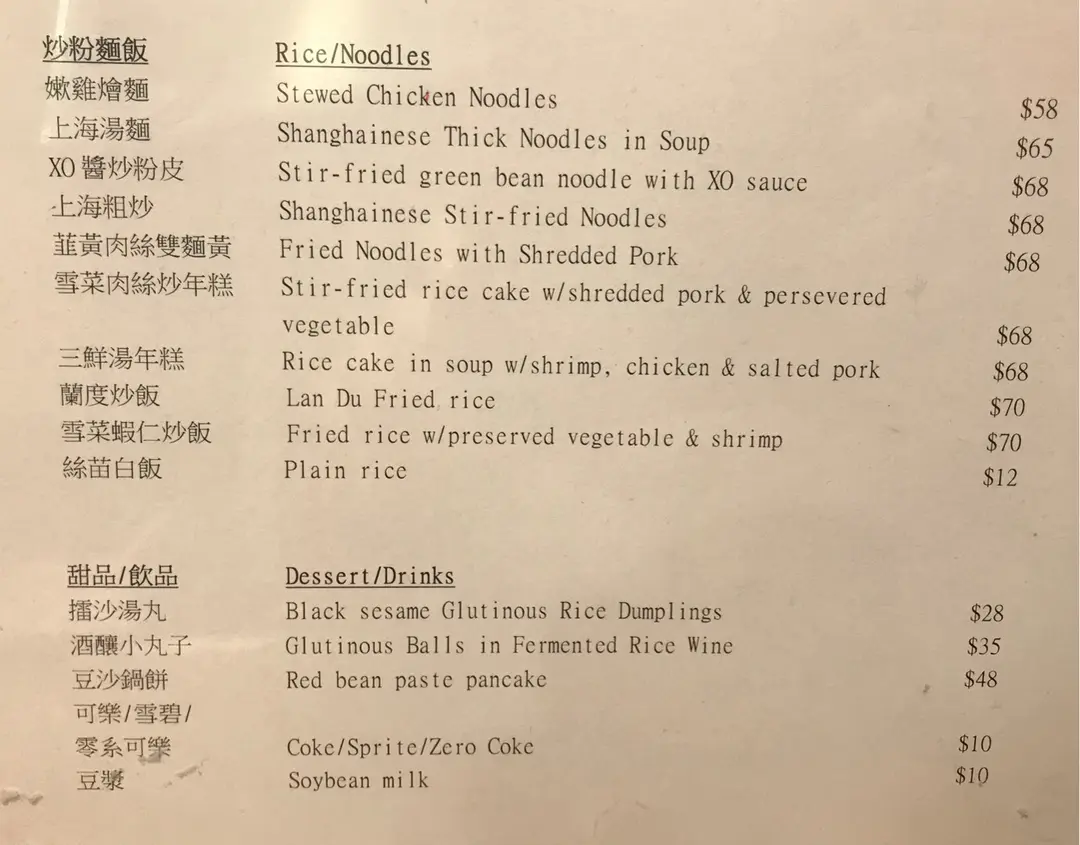 炒粉麵飯 Rice/Noodles
嫩雞燴麵 Stewed Chicken Noodles $58
上海湯麵 Shanghainese Thick Noodles in Soup $65
XO 醬炒粉皮 Stir-fried green bean noodle with XO sauce $68
上海粗炒 Shanghainese Stir-fried Noodles $68
韮黃肉絲雙麵黃 Fried Noodles with Shredded Pork $68
雪菜肉絲炒年糕 Stir-fried rice cake w/shredded pork & persevered
vegetable $68
三鮮湯年糕 Rice cake in soup w/shrimp, chicken & salted pork $68
蘭度炒飯 Lan Du Fried rice $70
雪菜蝦仁炒飯 Fried rice w/preserved vegetable & shrimp $70
絲苗白飯 Plain rice $12
甜品/飲品 Dessert/Drinks
擂沙湯丸 Black sesame Glutinous Rice Dumplings $28
酒釀小丸子 Glutinous Balls in Fermented Rice Wine $35
豆沙鍋餅 Red bean paste pancake $48
可樂/雪碧/
零系可樂 Coke/Sprite/Zero Coke $10
豆漿 Soybean milk $10